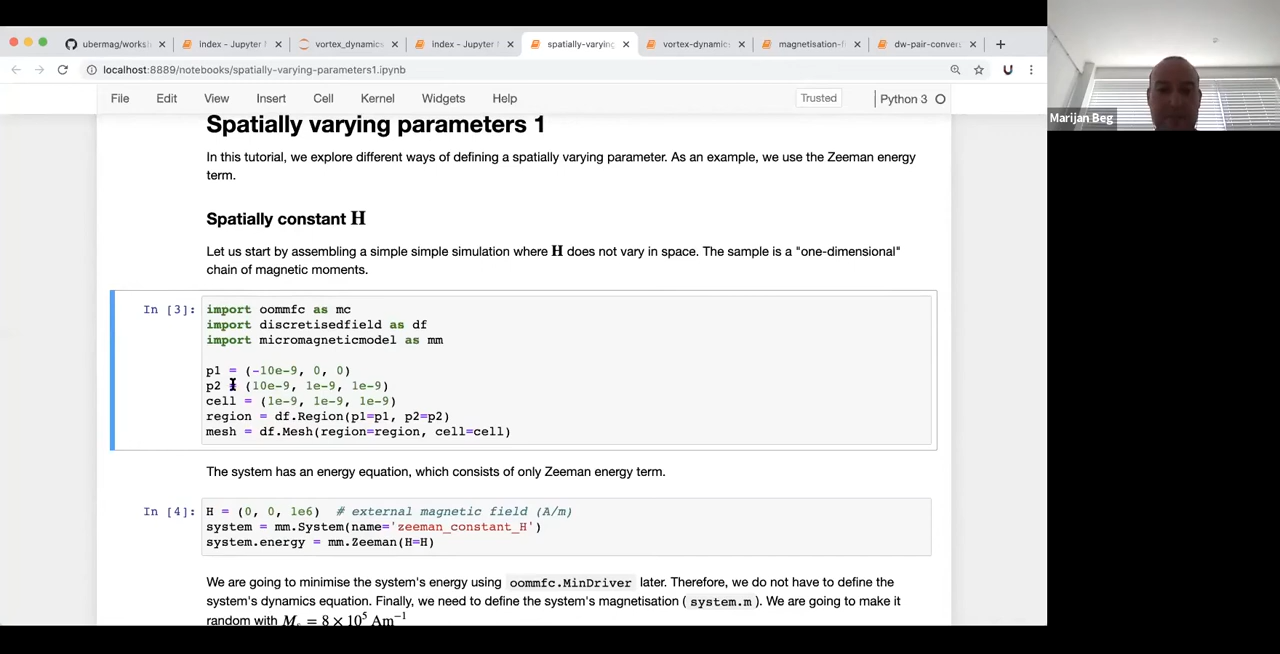 ubermag/worksh
index - Jupyter
vortex_dynamics
index - Jupyter
spatially-varying
vortex-dynamic
magnetisation-f
dw-pair-conver
localhost:8889/notebooks/spatially-varying-parameters1.ipynb
File Edit View Insert Cell Kernel Widgets Help
Trusted
Python 3
Marijan Beg
Spatially varying parameters 1
In this tutorial, we explore different ways of defining a spatially varying parameter. As an example, we use the Zeeman energy
term.
Spatially constant H
Let us start by assembling a simple simple simulation where H does not vary in space. The sample is a "one-dimensional"
chain of magnetic moments.
In [3]:
import oommfc as mc
import discretisedfield as df
import micromagneticmodel as mm
p1 = (-10e-9, 0, 0)
p2 = (10e-9, 1e-9, 1e-9)
cell = (1e-9, 1e-9, 1e-9)
region = df.Region(p1=p1, p2=p2)
mesh = df.Mesh(region=region, cell=cell)
The system has an energy equation, which consists of only Zeeman energy term.
In [4]:
H = (0, 0, 1e6)  # external magnetic field (A/m)
system = mm.System(name='zeeman_constant_H')
system.energy = mm.Zeeman(H=H)
We are going to minimise the system's energy using oommfc.MinDriver later. Therefore, we do not have to define the
system's dynamics equation. Finally, we need to define the system's magnetisation ( system.m ). We are going to make it
random with Ms = 8 × 10⁵ Am⁻¹